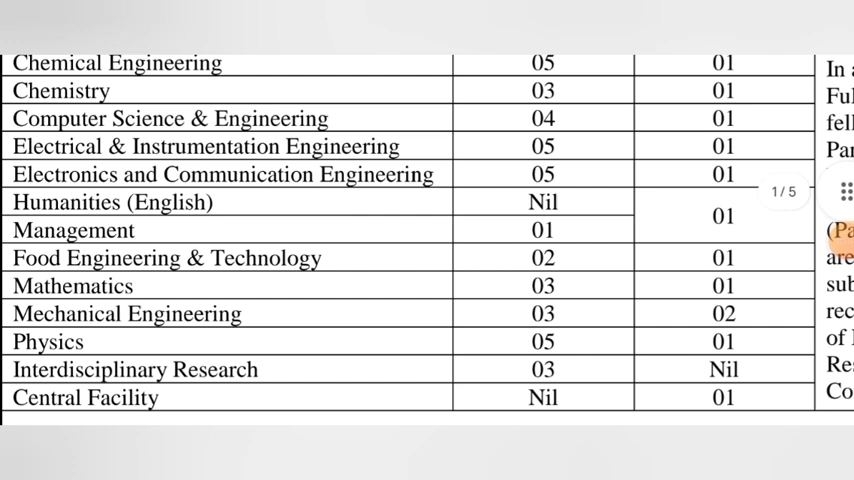 Chemical Engineering 05 01
Chemistry 03 01
Computer Science & Engineering 04 01
Electrical & Instrumentation Engineering 05 01
Electronics and Communication Engineering 05 01
Humanities (English) Nil
01
Management 01
Food Engineering & Technology 02 01
Mathematics 03 01
Mechanical Engineering 03 02
Physics 05 01
Interdisciplinary Research 03 Nil
Central Facility Nil 01
In
1/5
of